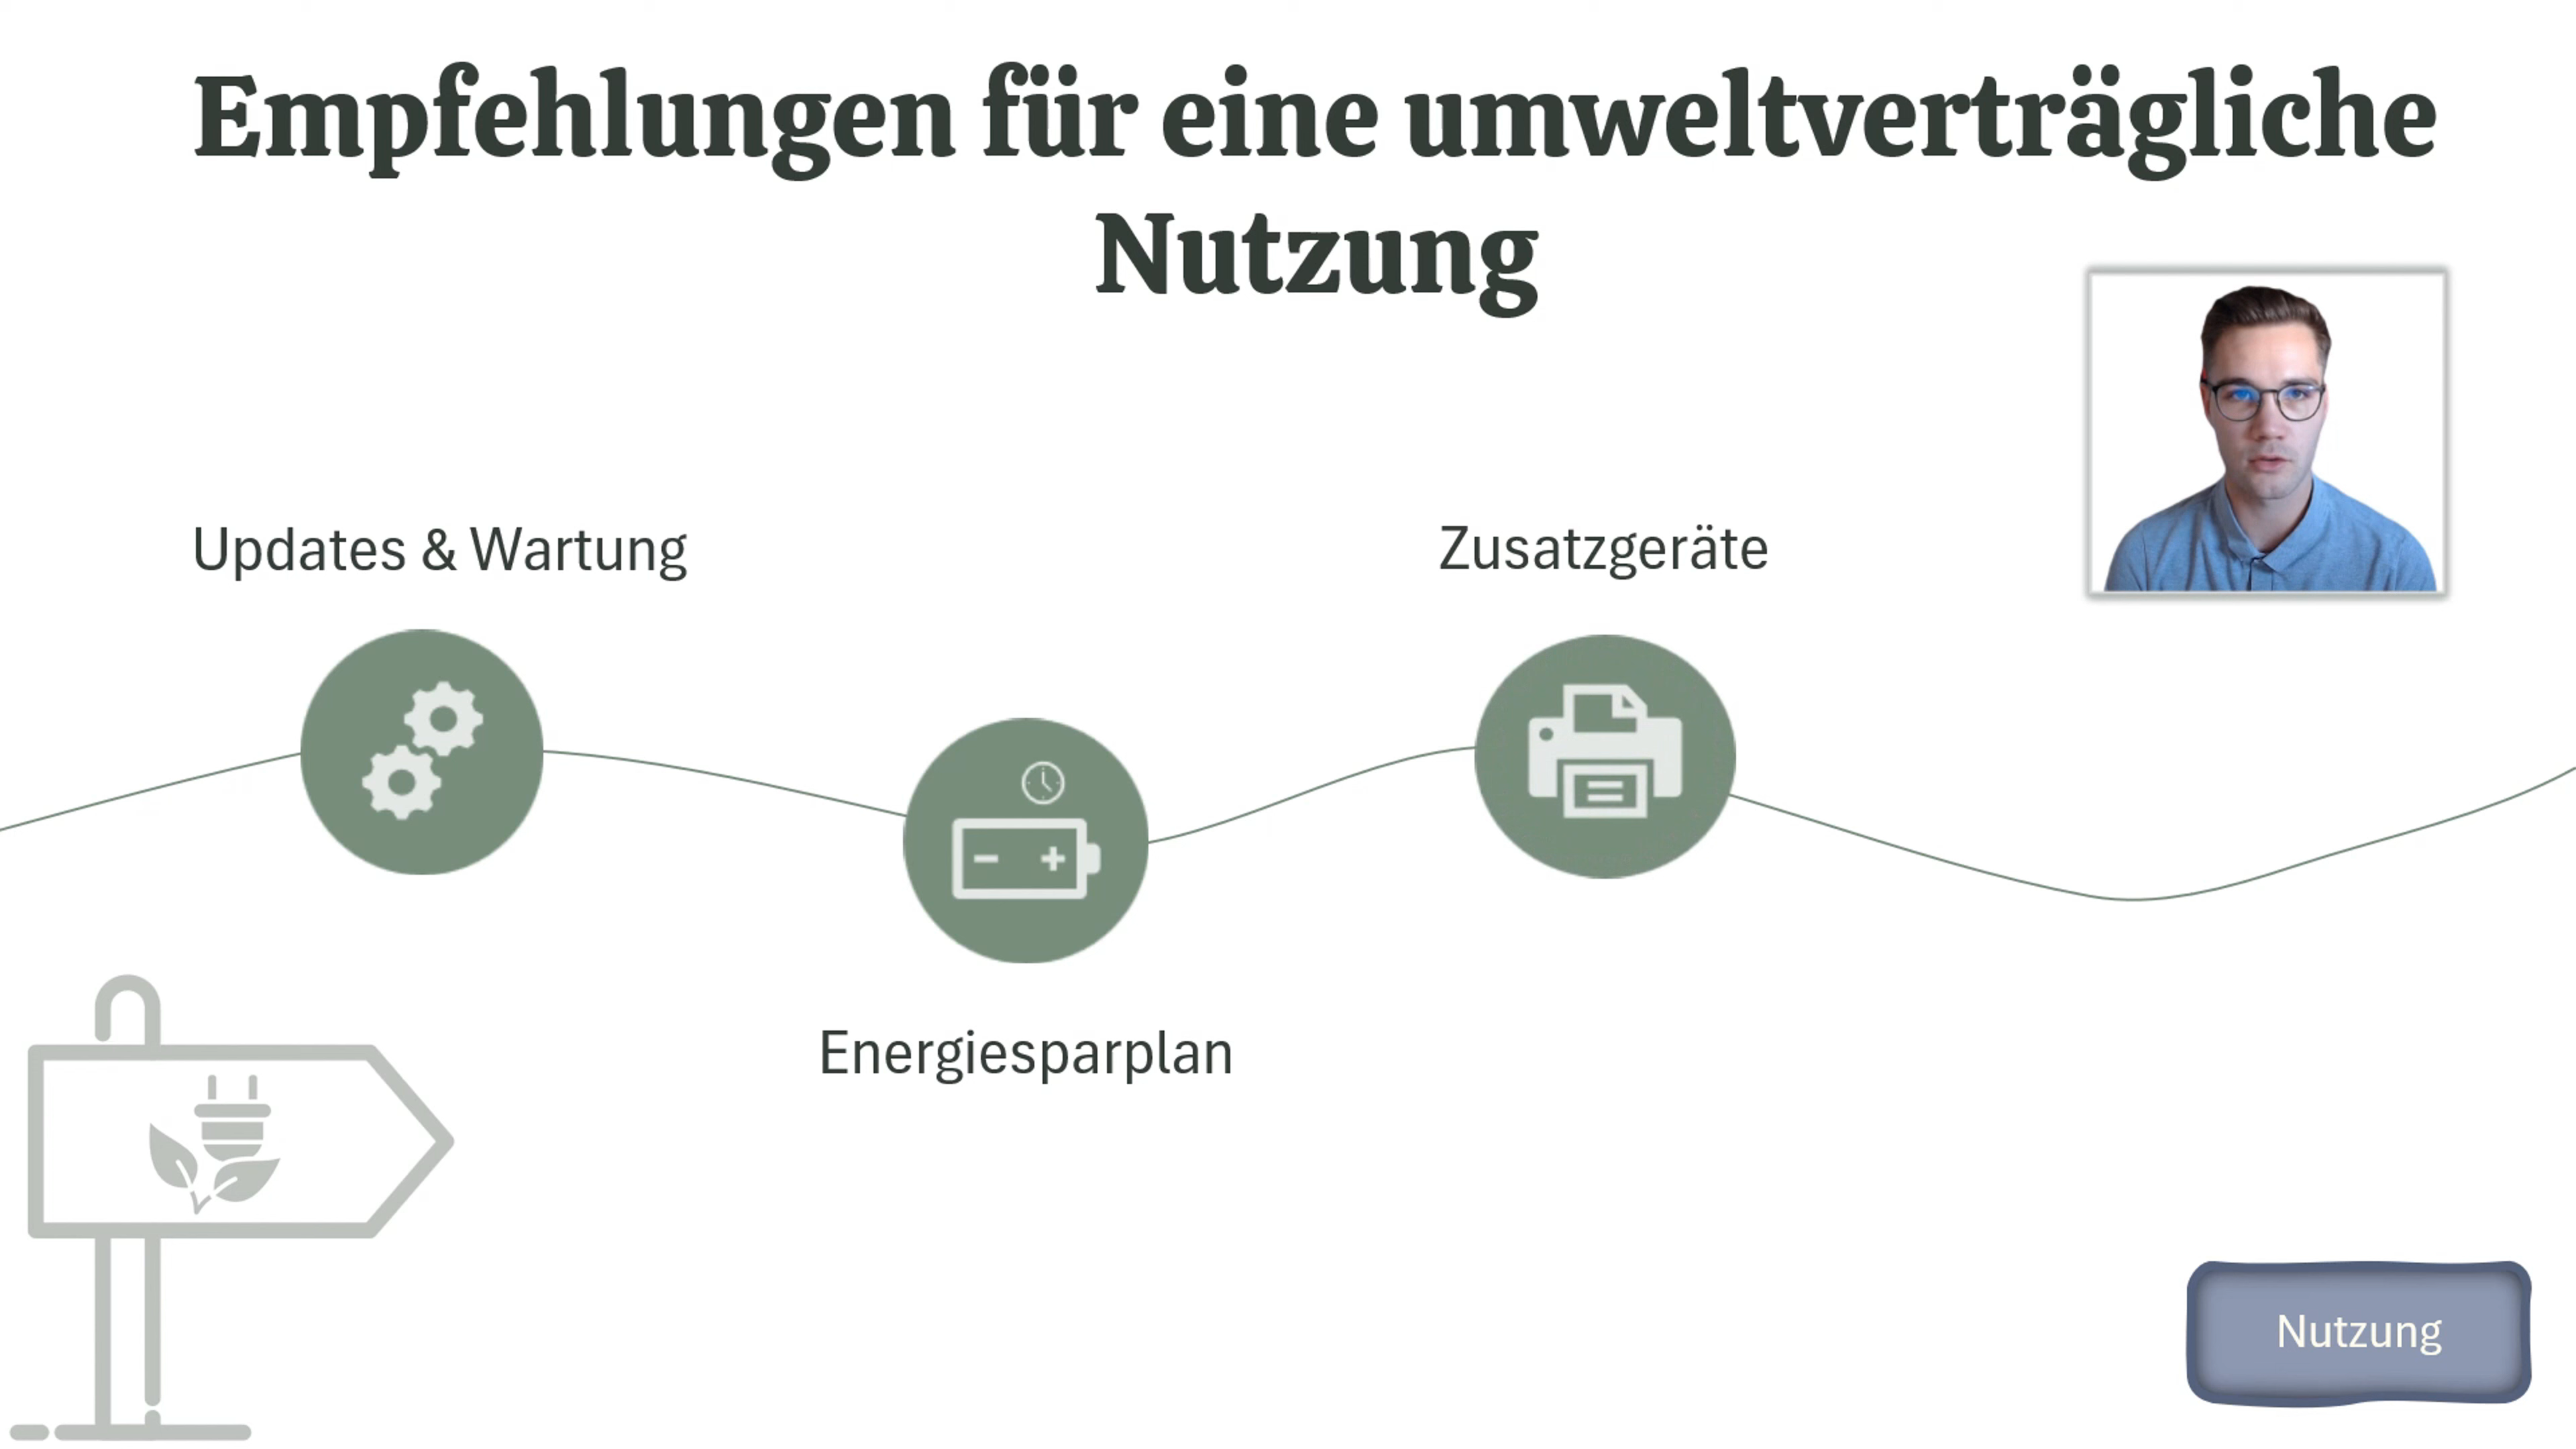 Empfehlungen für eine umweltverträgliche
Nutzung
Updates & Wartung
Zusatzgeräte
Energiesparplan
Nutzung